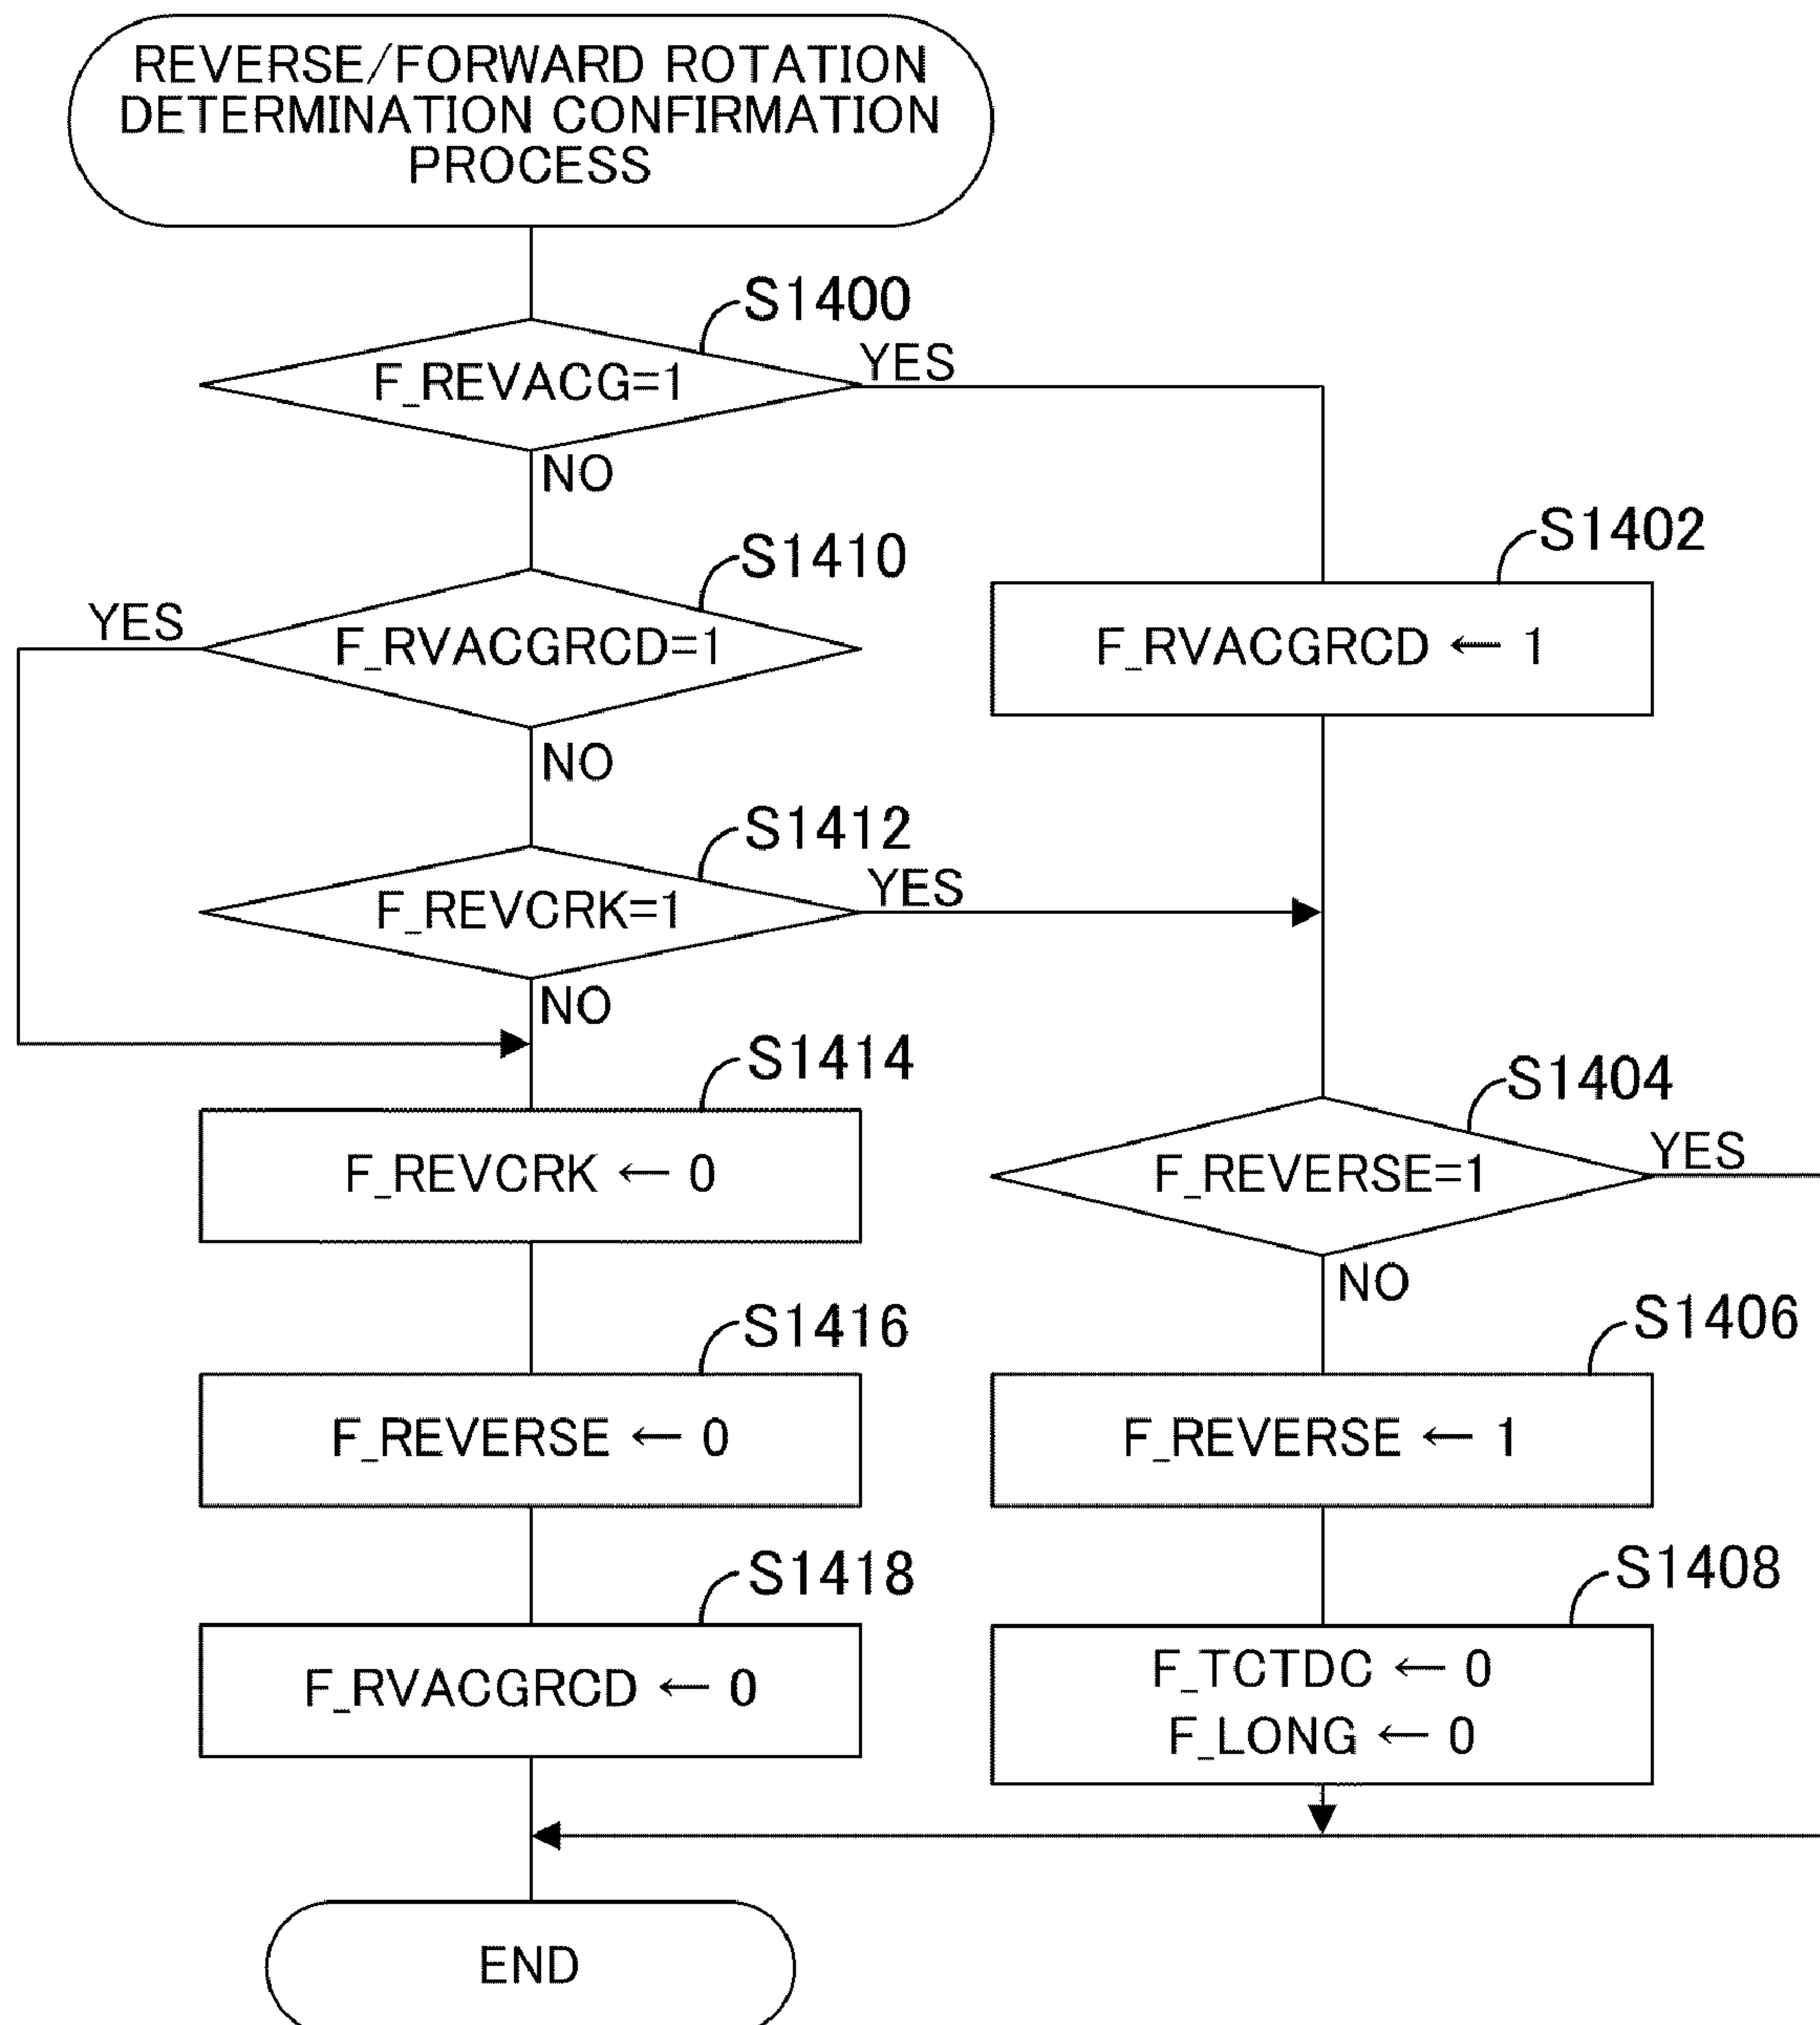 REVERSE/FORWARD ROTATION
DETERMINATION CONFIRMATION
PROCESS
S1400
F_REVACG=1
YES
NO
S1402
F_RVACGRCD ← 1
S1410
YES
F_RVACGRCD=1
NO
S1412
F_REVCRK=1
YES
NO
S1414
F_REVCRK ← 0
S1404
F_REVERSE=1
YES
NO
S1416
F_REVERSE ← 0
S1406
F_REVERSE ← 1
S1418
F_RVACGRCD ← 0
S1408
F_TCTDC ← 0
F_LONG ← 0
END